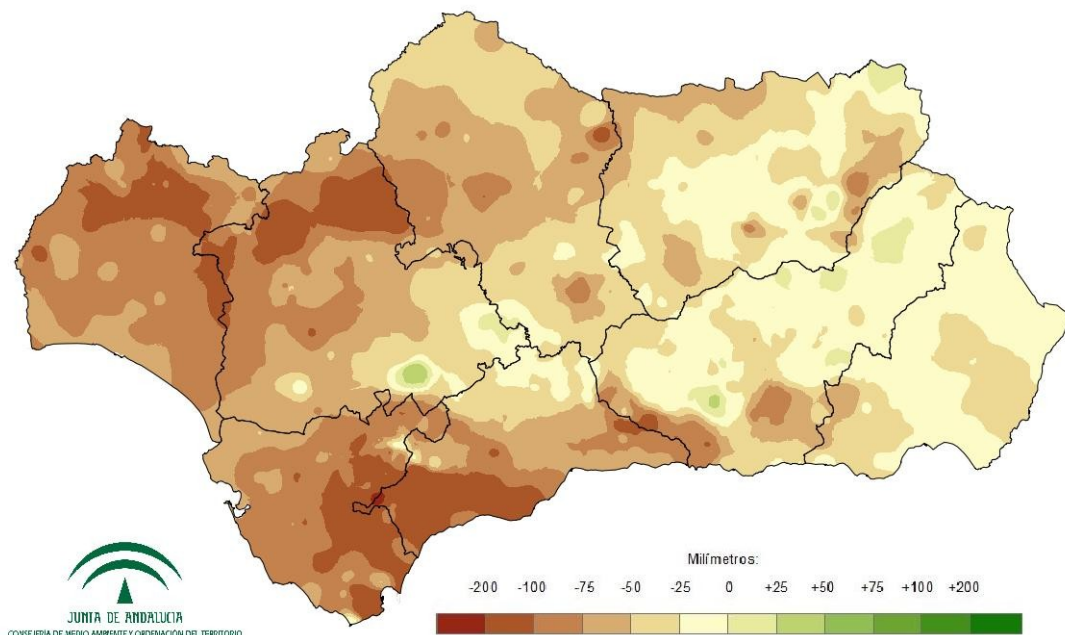 Milímetros:
-200 -100 -75 -50 -25 0 +25 +50 +75 +100 +200
JUNTA DE ANDALUCIA
CONSEJERIA DE MEDIO AMBIENTE Y ORDENACIÓN DEL TERRITORIO